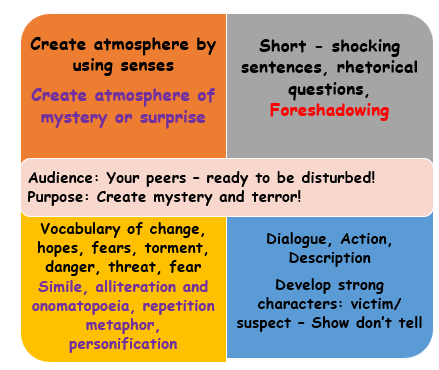 Create atmosphere by
using senses
Create atmosphere of
mystery or surprise
Short - shocking
sentences, rhetorical
questions,
Foreshadowing
Audience: Your peers – ready to be disturbed!
Purpose: Create mystery and terror!
Vocabulary of change,
hopes, fears, torment,
danger, threat, fear
Simile, alliteration and
onomatopoeia, repetition
metaphor,
personification
Dialogue, Action,
Description
Develop strong
characters: victim/
suspect – Show don’t tell